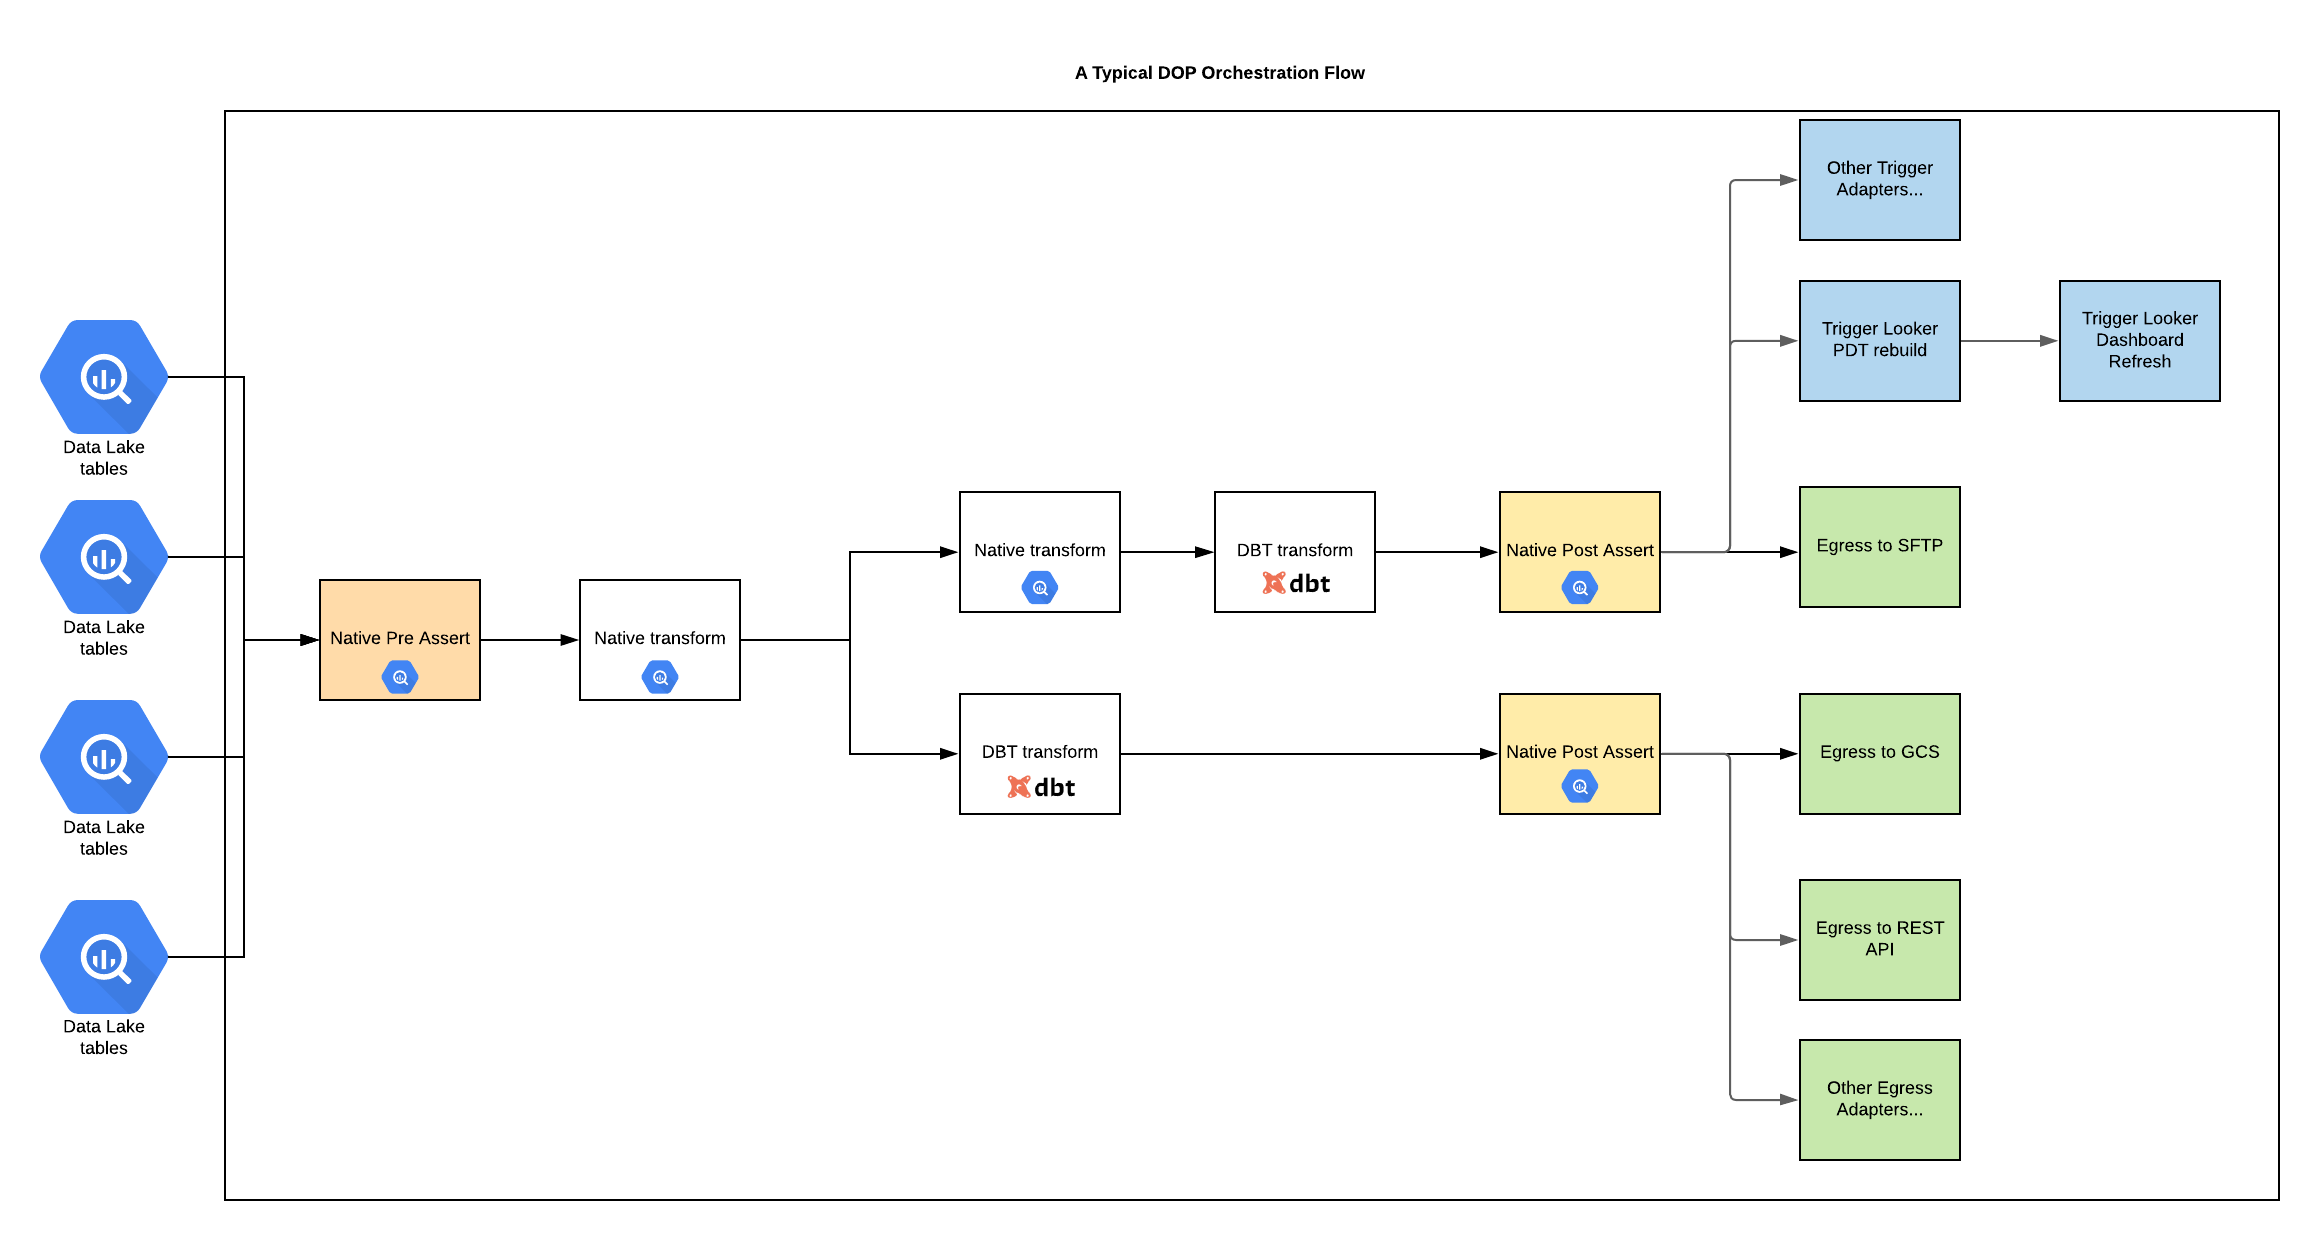 A Typical DOP Orchestration Flow
Other Trigger
Adapters...
Trigger Looker
PDT rebuild
Trigger Looker
Dashboard
Refresh
Data Lake
tables
Data Lake
tables
Data Lake
tables
Data Lake
tables
Native Pre Assert
Native transform
Native transform
DBT transform
dbt
Native Post Assert
Egress to SFTP
DBT transform
dbt
Native Post Assert
Egress to GCS
Egress to REST
API
Other Egress
Adapters...